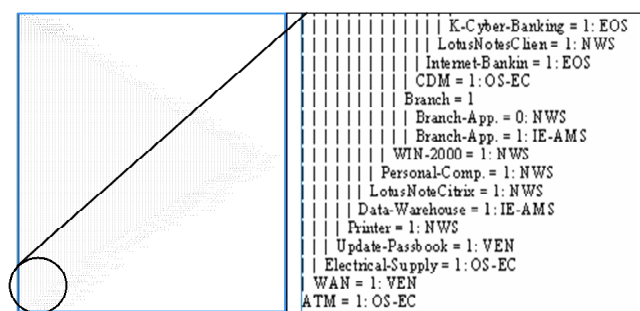 | | | | | | | | | | | | | K-Cyber-Banking = 1: EOS
| | | | | | | | | | | | LotusNotesClien = 1: NWS
| | | | | | | | | | | Internet-Bankin = 1: EOS
| | | | | | | | | | CDM = 1: OS-EC
| | | | | | | | | Branch = 1
| | | | | | | | | | Branch-App. = 0: NWS
| | | | | | | | | | Branch-App. = 1: IE-AMS
| | | | | | | | WIN-2000 = 1: NWS
| | | | | | | Personal-Comp. = 1: NWS
| | | | | | LotusNoteCitrix = 1: NWS
| | | | | Data-Warehouse = 1: IE-AMS
| | | | Printer = 1: NWS
| | | Update-Passbook = 1: VEN
| | Electrical-Supply = 1: OS-EC
| WAN = 1: VEN
ATM = 1: OS-EC